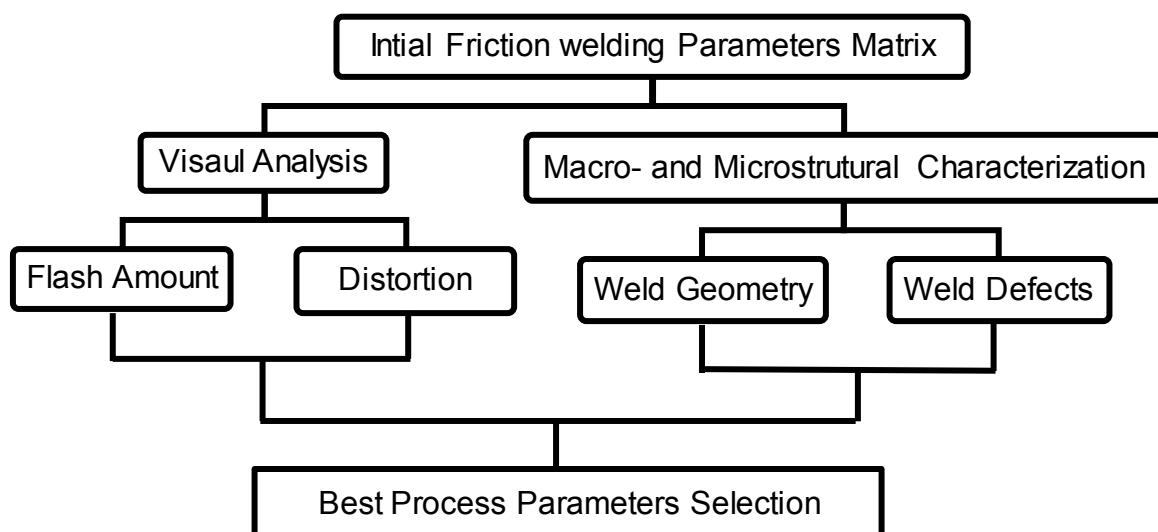 Intial Friction welding Parameters Matrix
Visaul Analysis
Macro- and Microstrutural Characterization
Flash Amount
Distortion
Weld Geometry
Weld Defects
Best Process Parameters Selection